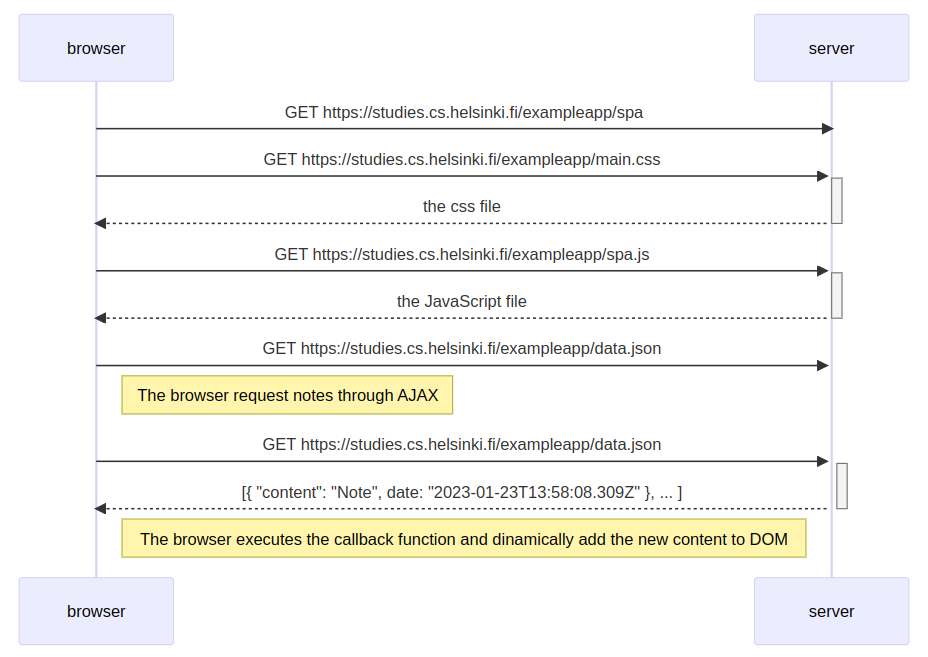 browser
server
GET https://studies.cs.helsinki.fi/exampleapp/spa
GET https://studies.cs.helsinki.fi/exampleapp/main.css
the css file
GET https://studies.cs.helsinki.fi/exampleapp/spa.js
the JavaScript file
GET https://studies.cs.helsinki.fi/exampleapp/data.json
The browser request notes through AJAX
GET https://studies.cs.helsinki.fi/exampleapp/data.json
[{ "content": "Note", date: "2023-01-23T13:58:08.309Z" }, ... ]
The browser executes the callback function and dinamically add the new content to DOM
browser
server